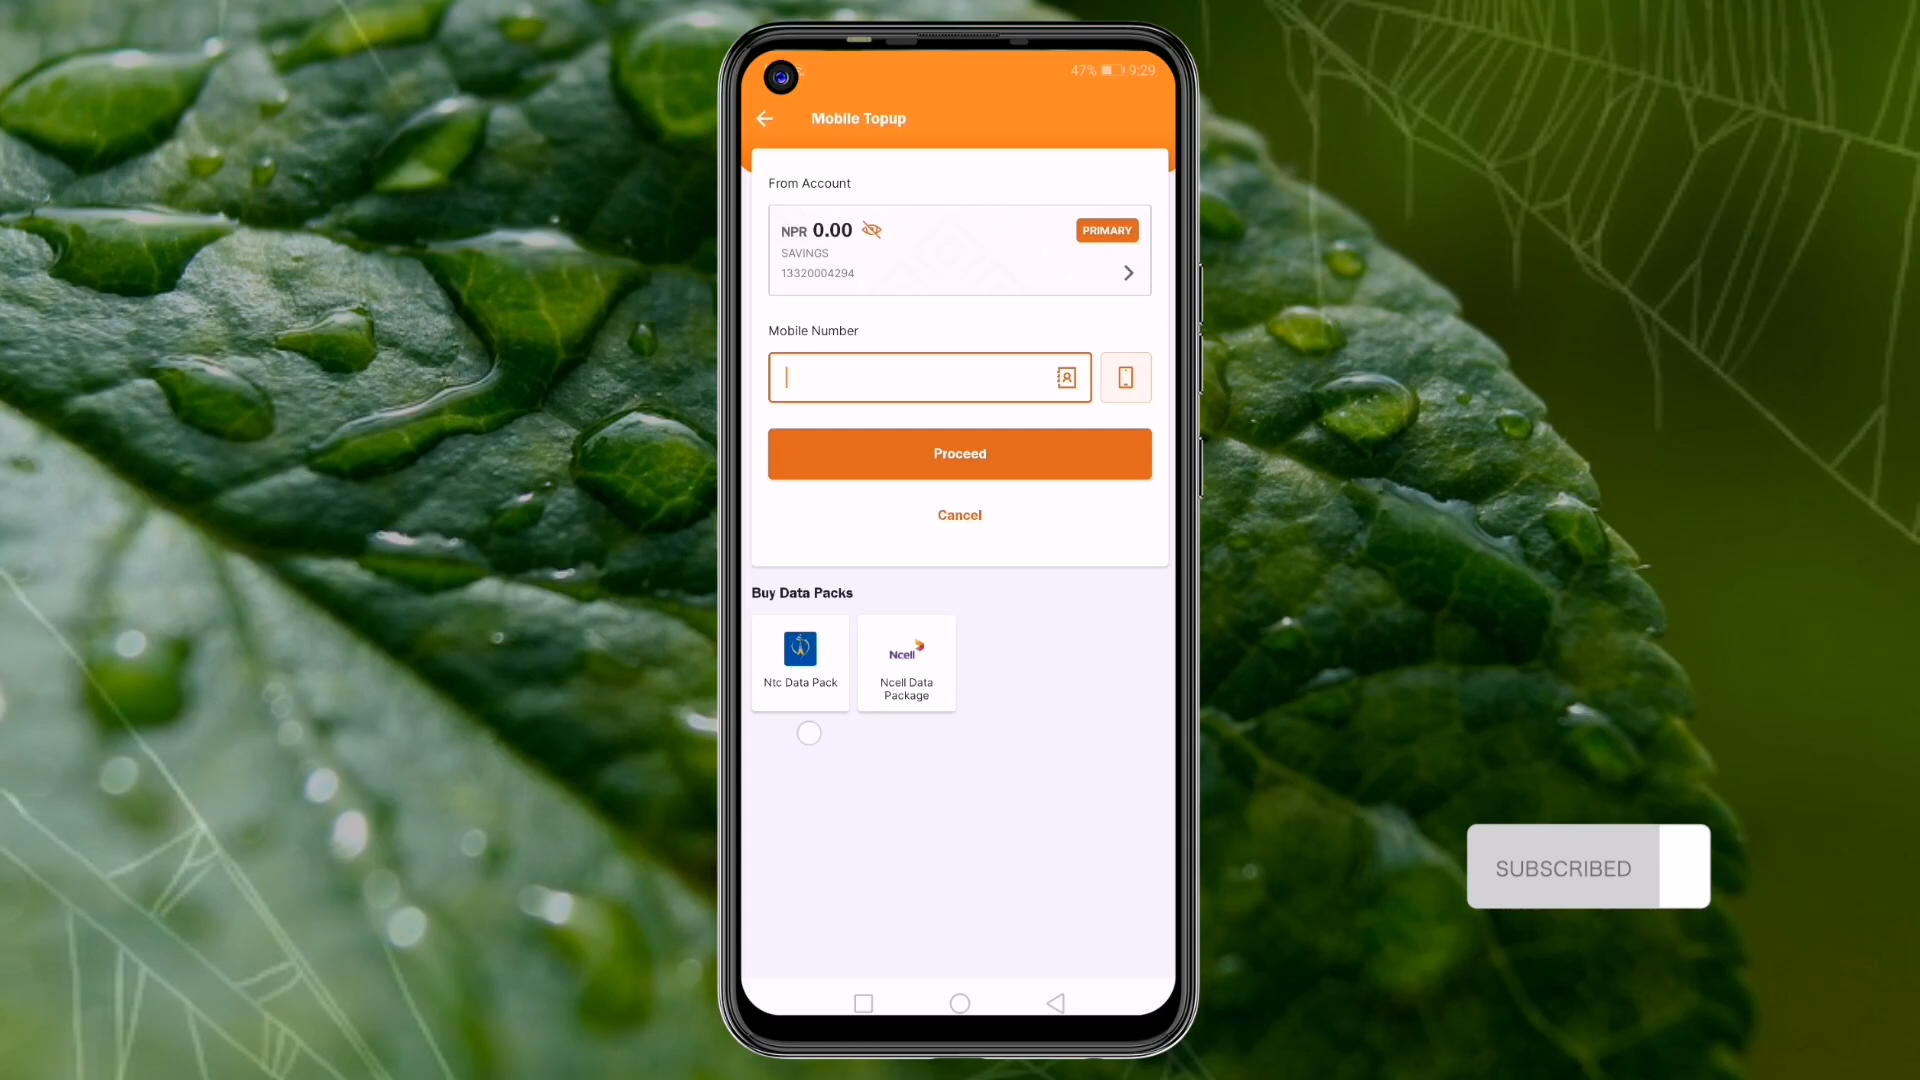 47% 9:29
Mobile Topup
From Account
NPR 0.00
PRIMARY
SAVINGS
13320004294
Mobile Number
Proceed
Cancel
Buy Data Packs
Ntc Data Pack
Ncell
Ncell Data
Package
SUBSCRIBED